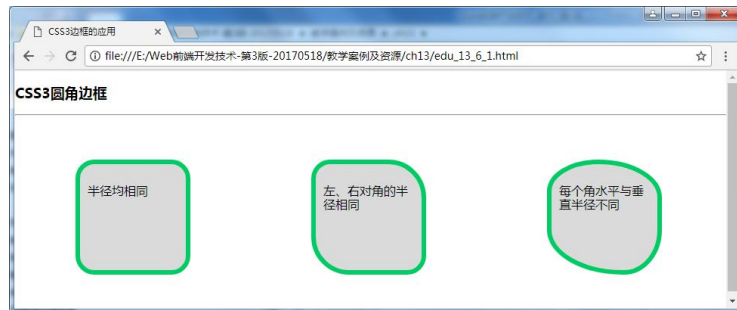 CSS3边框的应用
file:///E:/Web前端开发技术-第3版-20170518/教学案例及资源/ch13/edu_13_6_1.html
CSS3圆角边框
半径均相同
左、右对角的半
径相同
每个角水平与垂
直半径不同